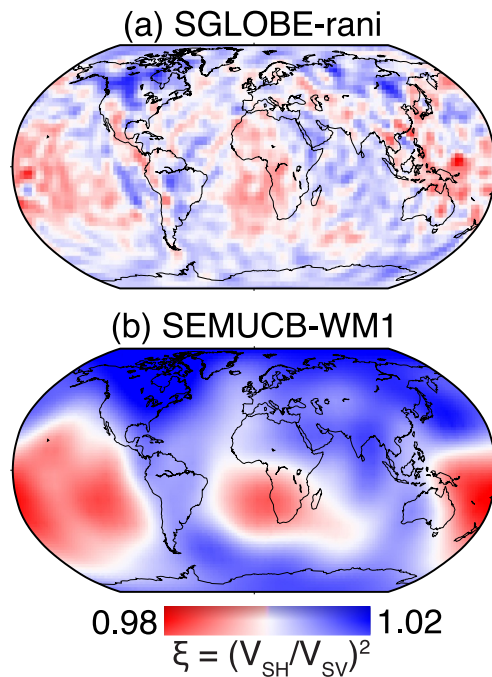 (a) SGLOBE-rani
(b) SEMUCB-WM1
0.98 1.02
ξ = (V_SH/V_SV)²